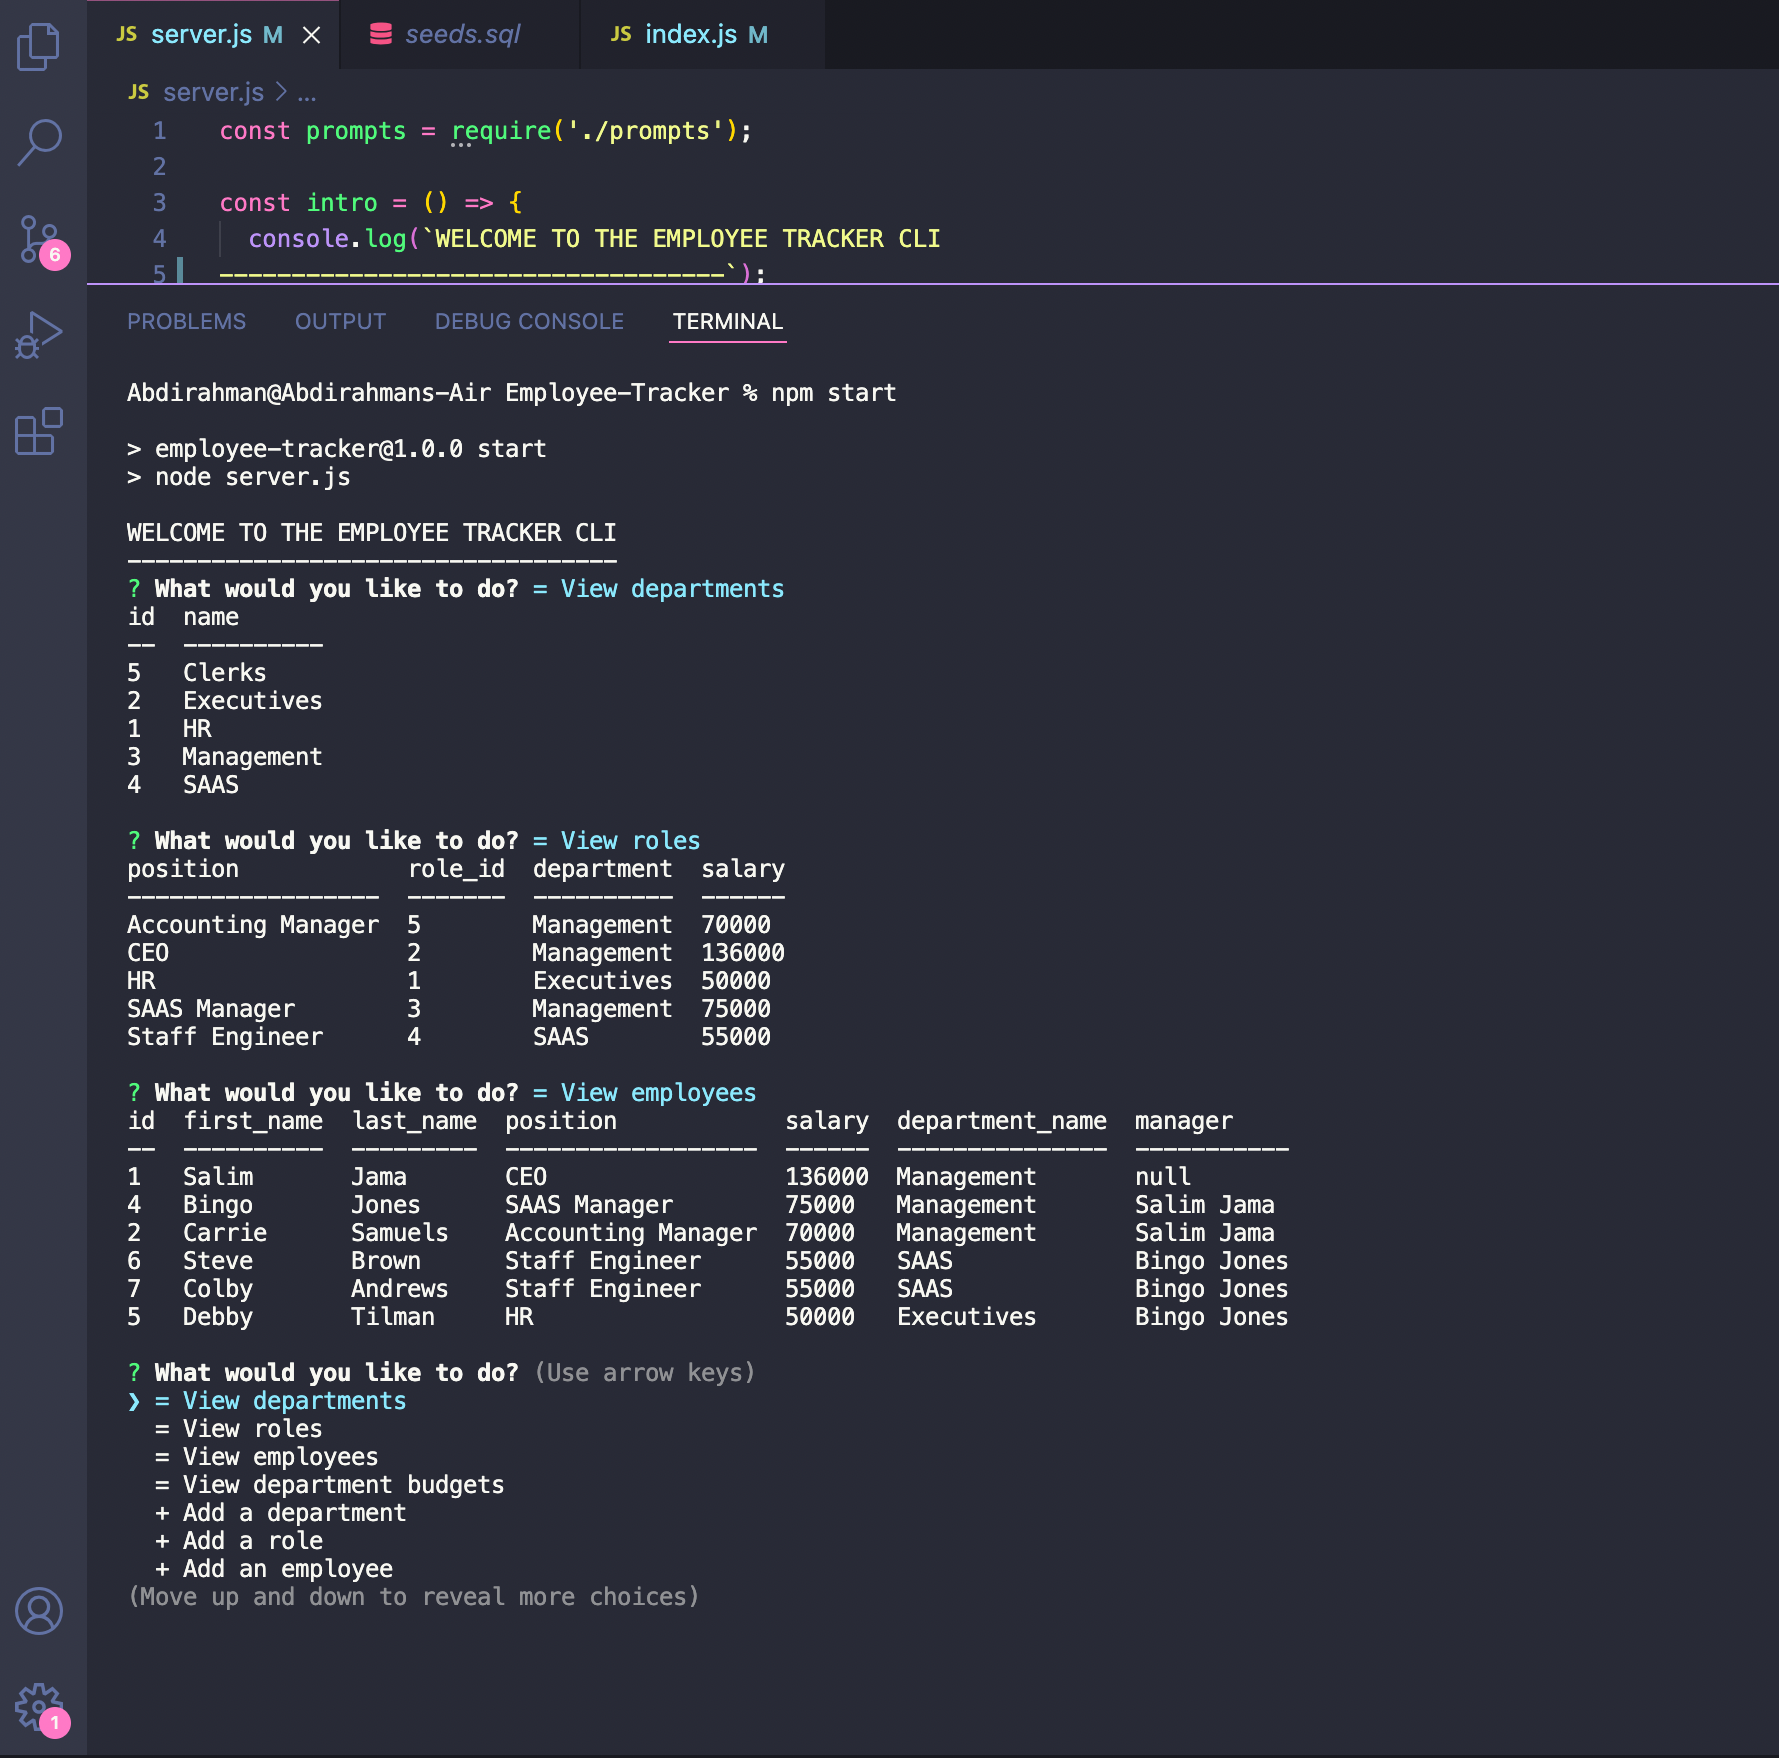 JS server.js M
seeds.sql
JS index.js M
JS server.js > ...
1 const prompts = require('./prompts');
2
3 const intro = () => {
4 console.log(`WELCOME TO THE EMPLOYEE TRACKER CLI
5 -----------------------------------`);
6
PROBLEMS OUTPUT DEBUG CONSOLE TERMINAL
Abdirahman@Abdirahmans-Air Employee-Tracker % npm start
> employee-tracker@1.0.0 start
> node server.js
WELCOME TO THE EMPLOYEE TRACKER CLI
-----------------------------------
? What would you like to do? = View departments
id  name
--  ----------
5   Clerks
2   Executives
1   HR
3   Management
4   SAAS
? What would you like to do? = View roles
position            role_id  department  salary
------------------  -------  ----------  ------
Accounting Manager  5        Management  70000
CEO                 2        Management  136000
HR                  1        Executives  50000
SAAS Manager        3        Management  75000
Staff Engineer      4        SAAS        55000
? What would you like to do? = View employees
id  first_name  last_name  position            salary  department_name  manager
--  ----------  ---------  ------------------  ------  ---------------  -----------
1   Salim       Jama       CEO                 136000  Management       null
4   Bingo       Jones      SAAS Manager        75000   Management       Salim Jama
2   Carrie      Samuels    Accounting Manager  70000   Management       Salim Jama
6   Steve       Brown      Staff Engineer      55000   SAAS             Bingo Jones
7   Colby       Andrews    Staff Engineer      55000   SAAS             Bingo Jones
5   Debby       Tilman     HR                  50000   Executives       Bingo Jones
? What would you like to do? (Use arrow keys)
❯ = View departments
= View roles
= View employees
= View department budgets
+ Add a department
+ Add a role
+ Add an employee
(Move up and down to reveal more choices)
1